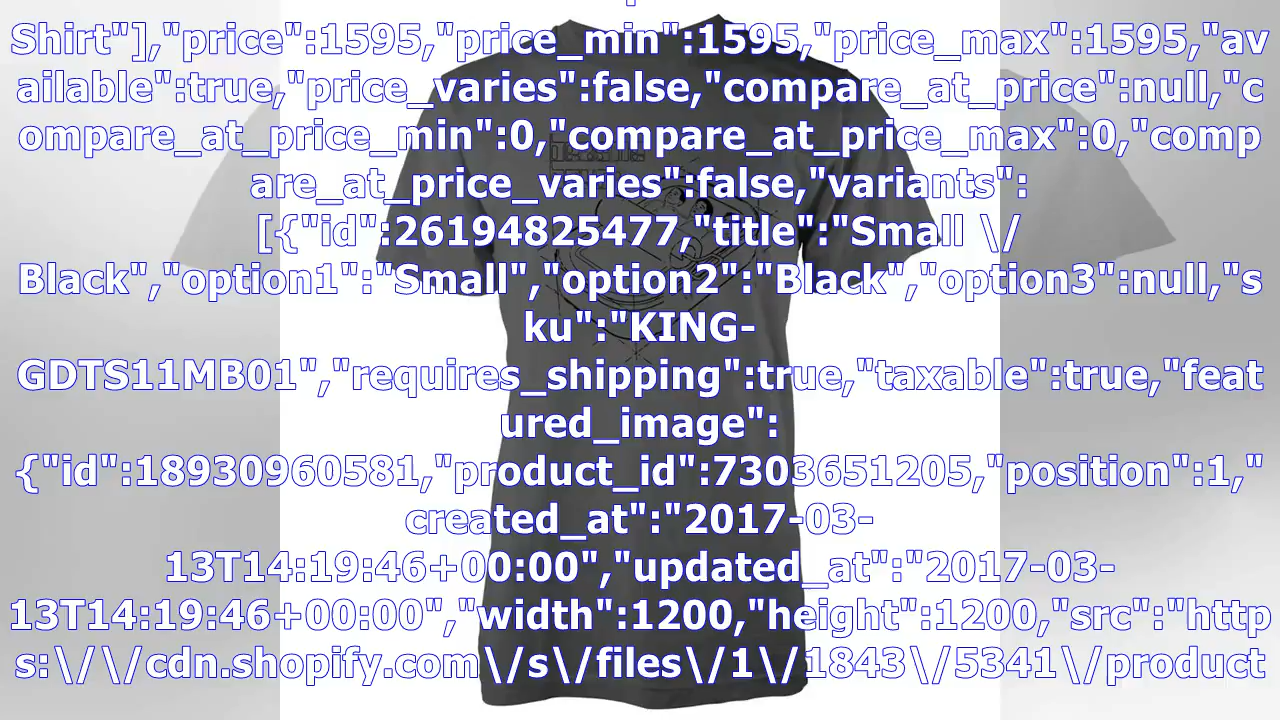 Shirt"],"price":1595,"price_min":1595,"price_max":1595,"av
ailable":true,"price_varies":false,"compare_at_price":null,"c
ompare_at_price_min":0,"compare_at_price_max":0,"comp
are_at_price_varies":false,"variants":
[{"id":26194825477,"title":"Small \/
Black","option1":"Small","option2":"Black","option3":null,"s
ku":"KING-
GDTS11MB01","requires_shipping":true,"taxable":true,"feat
ured_image":
{"id":18930960581,"product_id":7303651205,"position":1,"
created_at":"2017-03-
13T14:19:46+00:00","updated_at":"2017-03-
13T14:19:46+00:00","width":1200,"height":1200,"src":"http
s:\/\/cdn.shopify.com\/s\/files\/1\/1843\/5341\/product